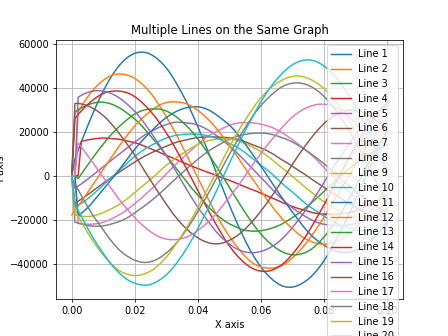 Multiple Lines on the Same Graph
60000
40000
20000
0
−20000
−40000
0.00
0.02
0.04
0.06
X axis
axis
Line 1
Line 2
Line 3
Line 4
Line 5
Line 6
Line 7
Line 8
Line 9
Line 10
Line 11
Line 12
Line 13
Line 14
Line 15
Line 16
Line 17
Line 18
Line 19
Line 20